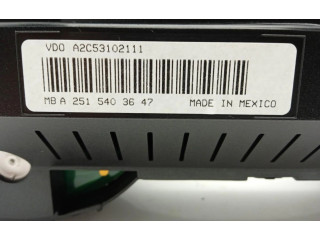 VDO A2C53102111
MB A 251 540 36 47 MADE IN MEXICO